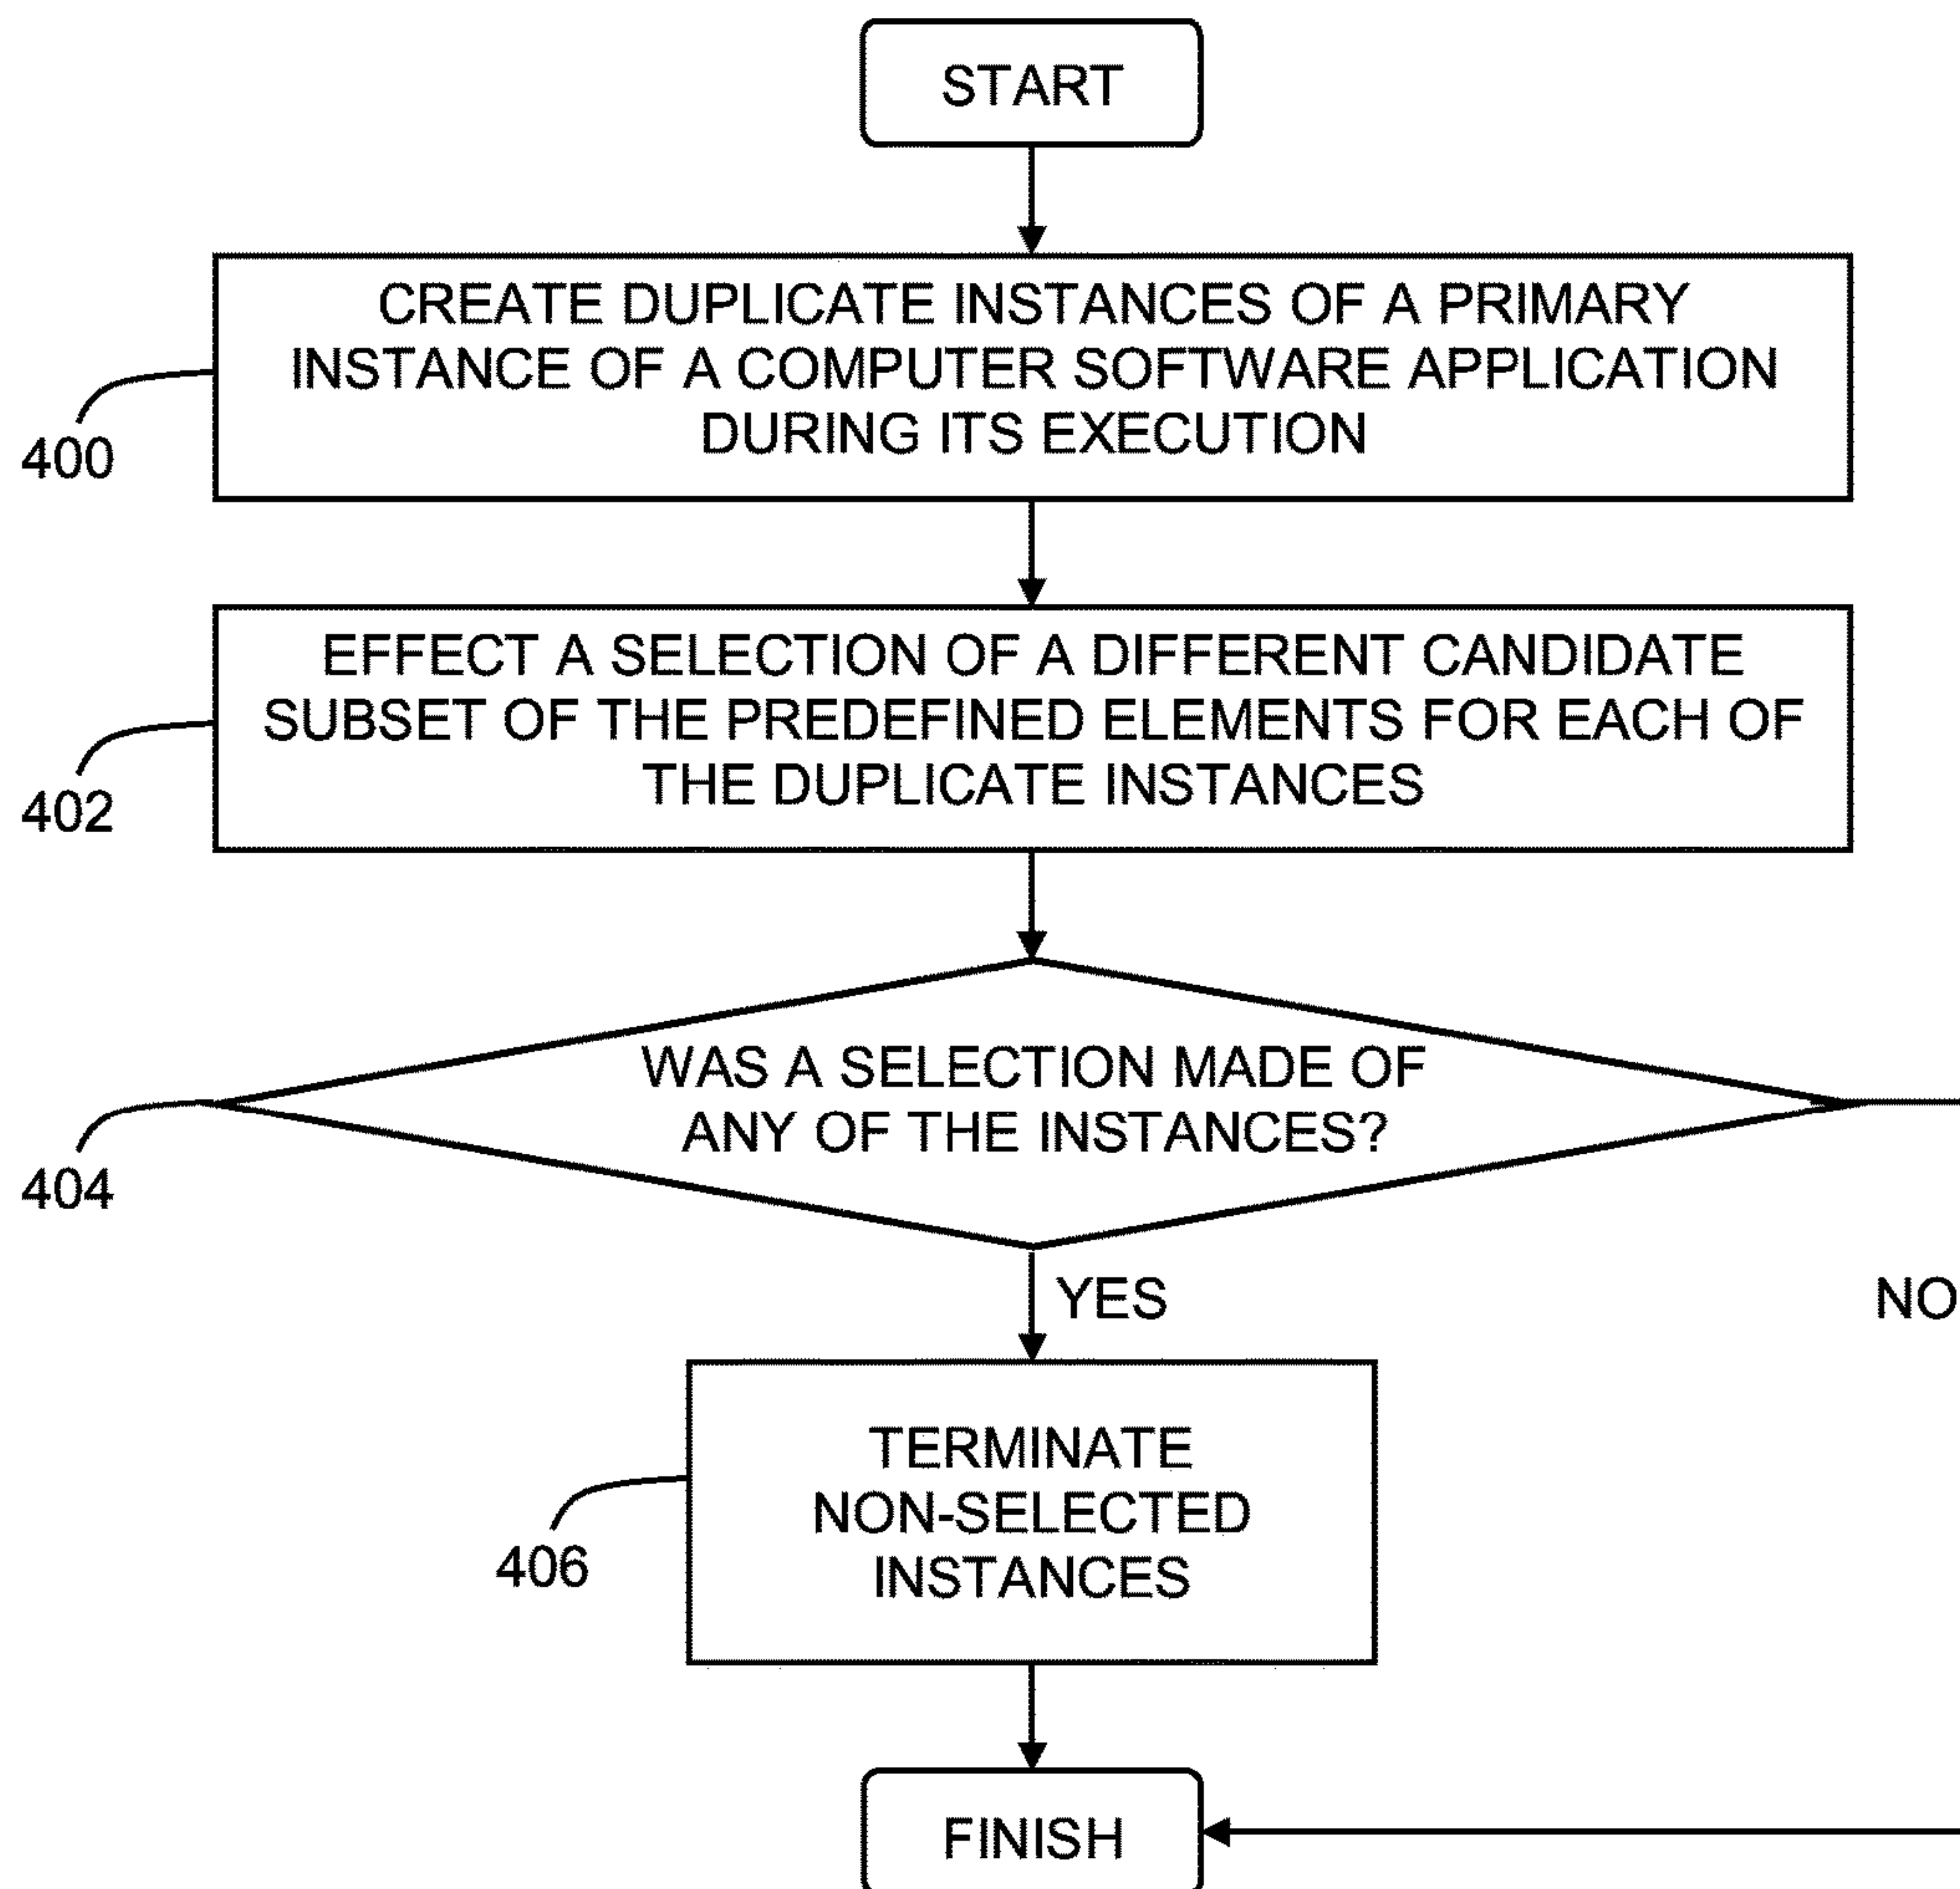 START
CREATE DUPLICATE INSTANCES OF A PRIMARY
INSTANCE OF A COMPUTER SOFTWARE APPLICATION
DURING ITS EXECUTION
400
EFFECT A SELECTION OF A DIFFERENT CANDIDATE
SUBSET OF THE PREDEFINED ELEMENTS FOR EACH OF
THE DUPLICATE INSTANCES
402
WAS A SELECTION MADE OF
ANY OF THE INSTANCES?
404
YES
NO
TERMINATE
NON-SELECTED
INSTANCES
406
FINISH